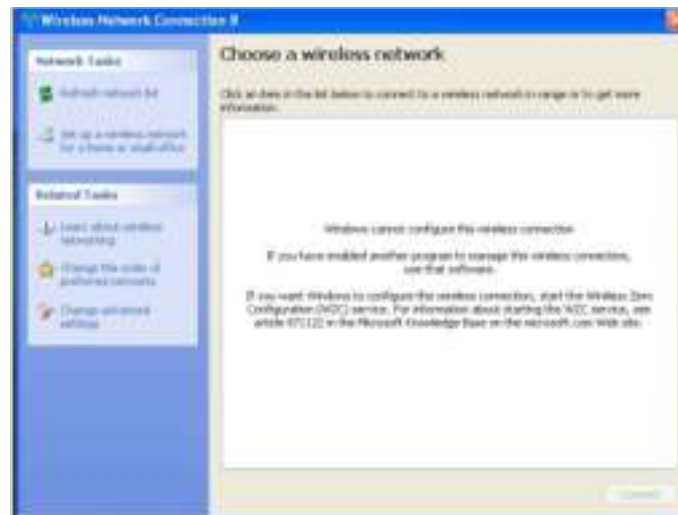 Wireless Network Connection 8
Network Tasks
Refresh network list
Set up a wireless network
for a home or small office
Related Tasks
Learn about wireless
networking
Change the order of
preferred networks
Change advanced
settings
Choose a wireless network
Click an item in the list below to connect to a wireless network in range or to get more
information.
Windows cannot configure this wireless connection.
If you have enabled another program to manage this wireless connection,
use that software.
If you want Windows to configure this wireless connection, start the Wireless Zero
Configuration (WZC) service. For information about starting the WZC service, see
article 871122 in the Microsoft Knowledge Base on the microsoft.com Web site.